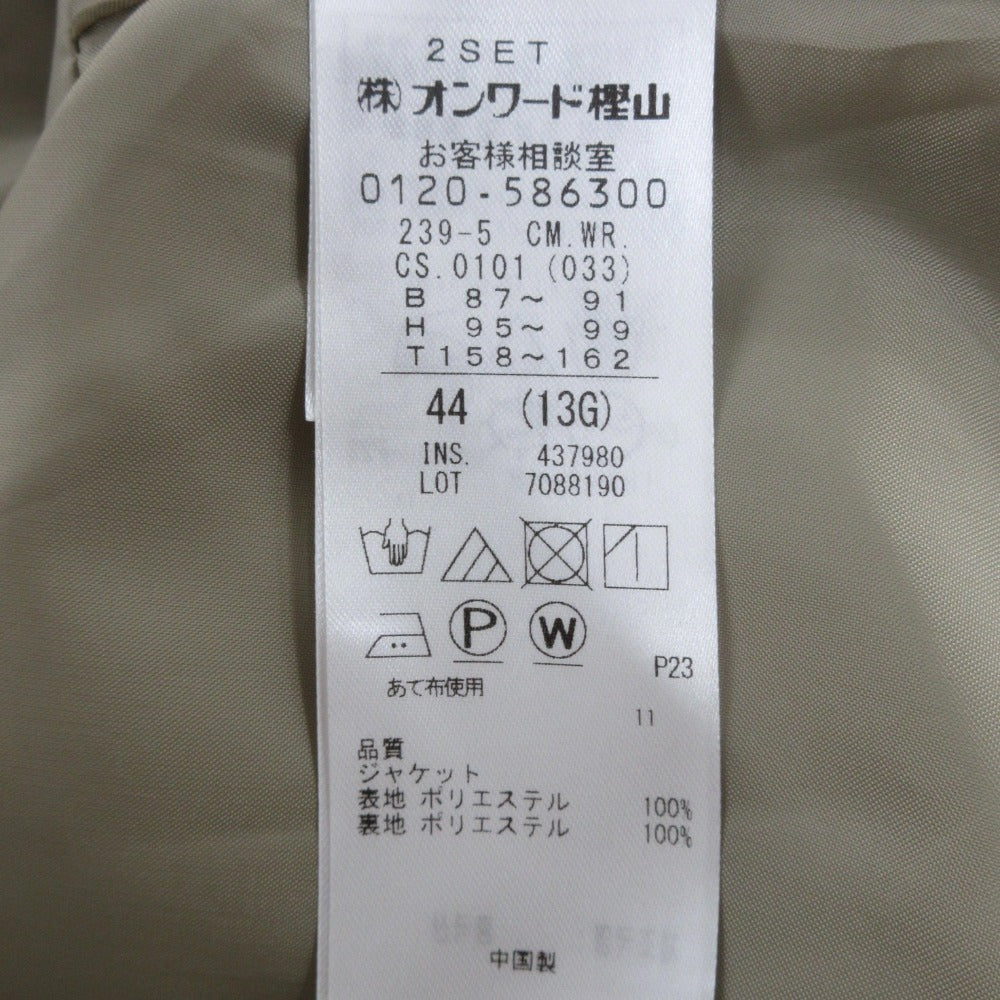 2SET
㈱オンワード樫山
お客様相談室
0120-586300
239-5 CM.WR.
CS.0101(033)
B 87〜 91
H 95〜 99
T158〜162
44 (13G)
INS. 437980
LOT 7088190
P W
P23
あて布使用
11
品質
ジャケット
表地 ポリエステル 100%
裏地 ポリエステル 100%
中国製